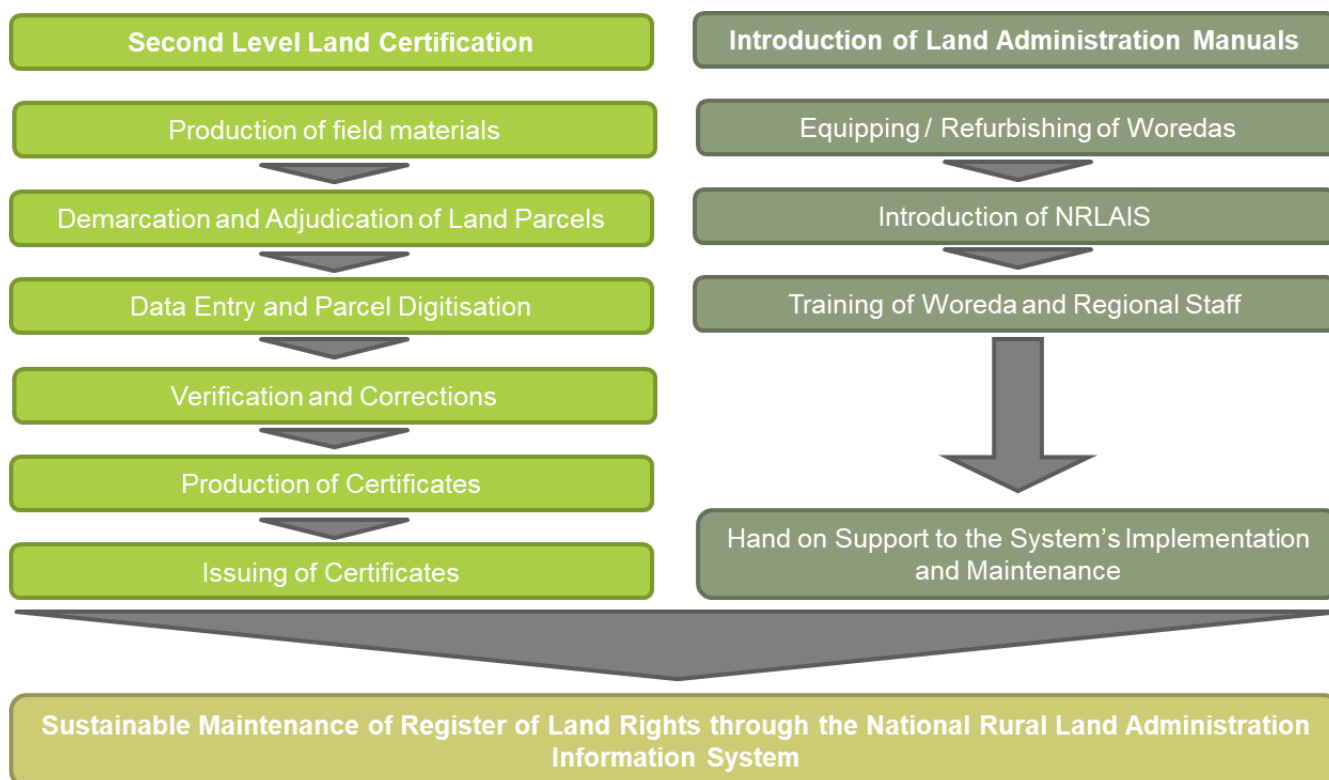 Second Level Land Certification
Production of field materials
Demarcation and Adjudication of Land Parcels
Data Entry and Parcel Digitisation
Verification and Corrections
Production of Certificates
Issuing of Certificates
Introduction of Land Administration Manuals
Equipping / Refurbishing of Woredas
Introduction of NRLAIS
Training of Woreda and Regional Staff
Hand on Support to the System’s Implementation
and Maintenance
Sustainable Maintenance of Register of Land Rights through the National Rural Land Administration
Information System